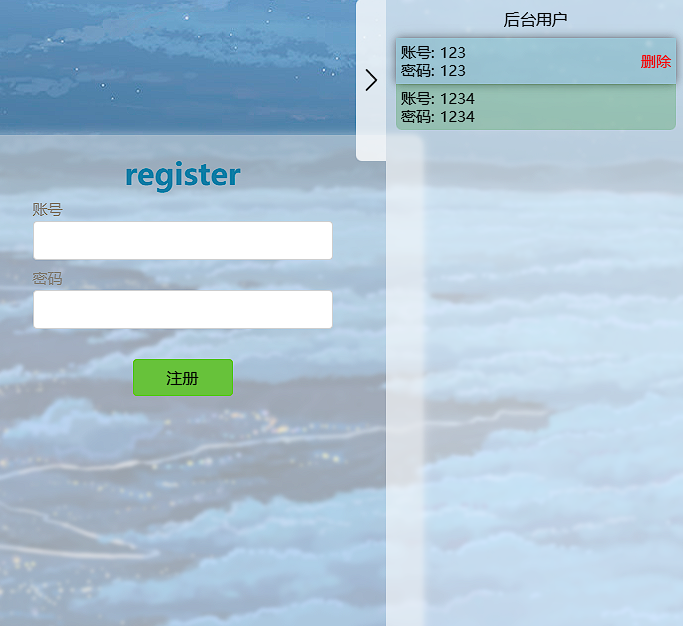 register
账号
密码
注册
后台用户
账号: 123
密码: 123
删除
账号: 1234
密码: 1234